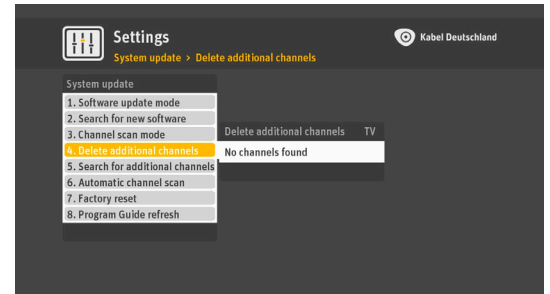 Settings
Kabel Deutschland
System update > Delete additional channels
System update
1. Software update mode
2. Search for new software
3. Channel scan mode
4. Delete additional channels
5. Search for additional channels
6. Automatic channel scan
7. Factory reset
8. Program Guide refresh
Delete additional channels TV
No channels found